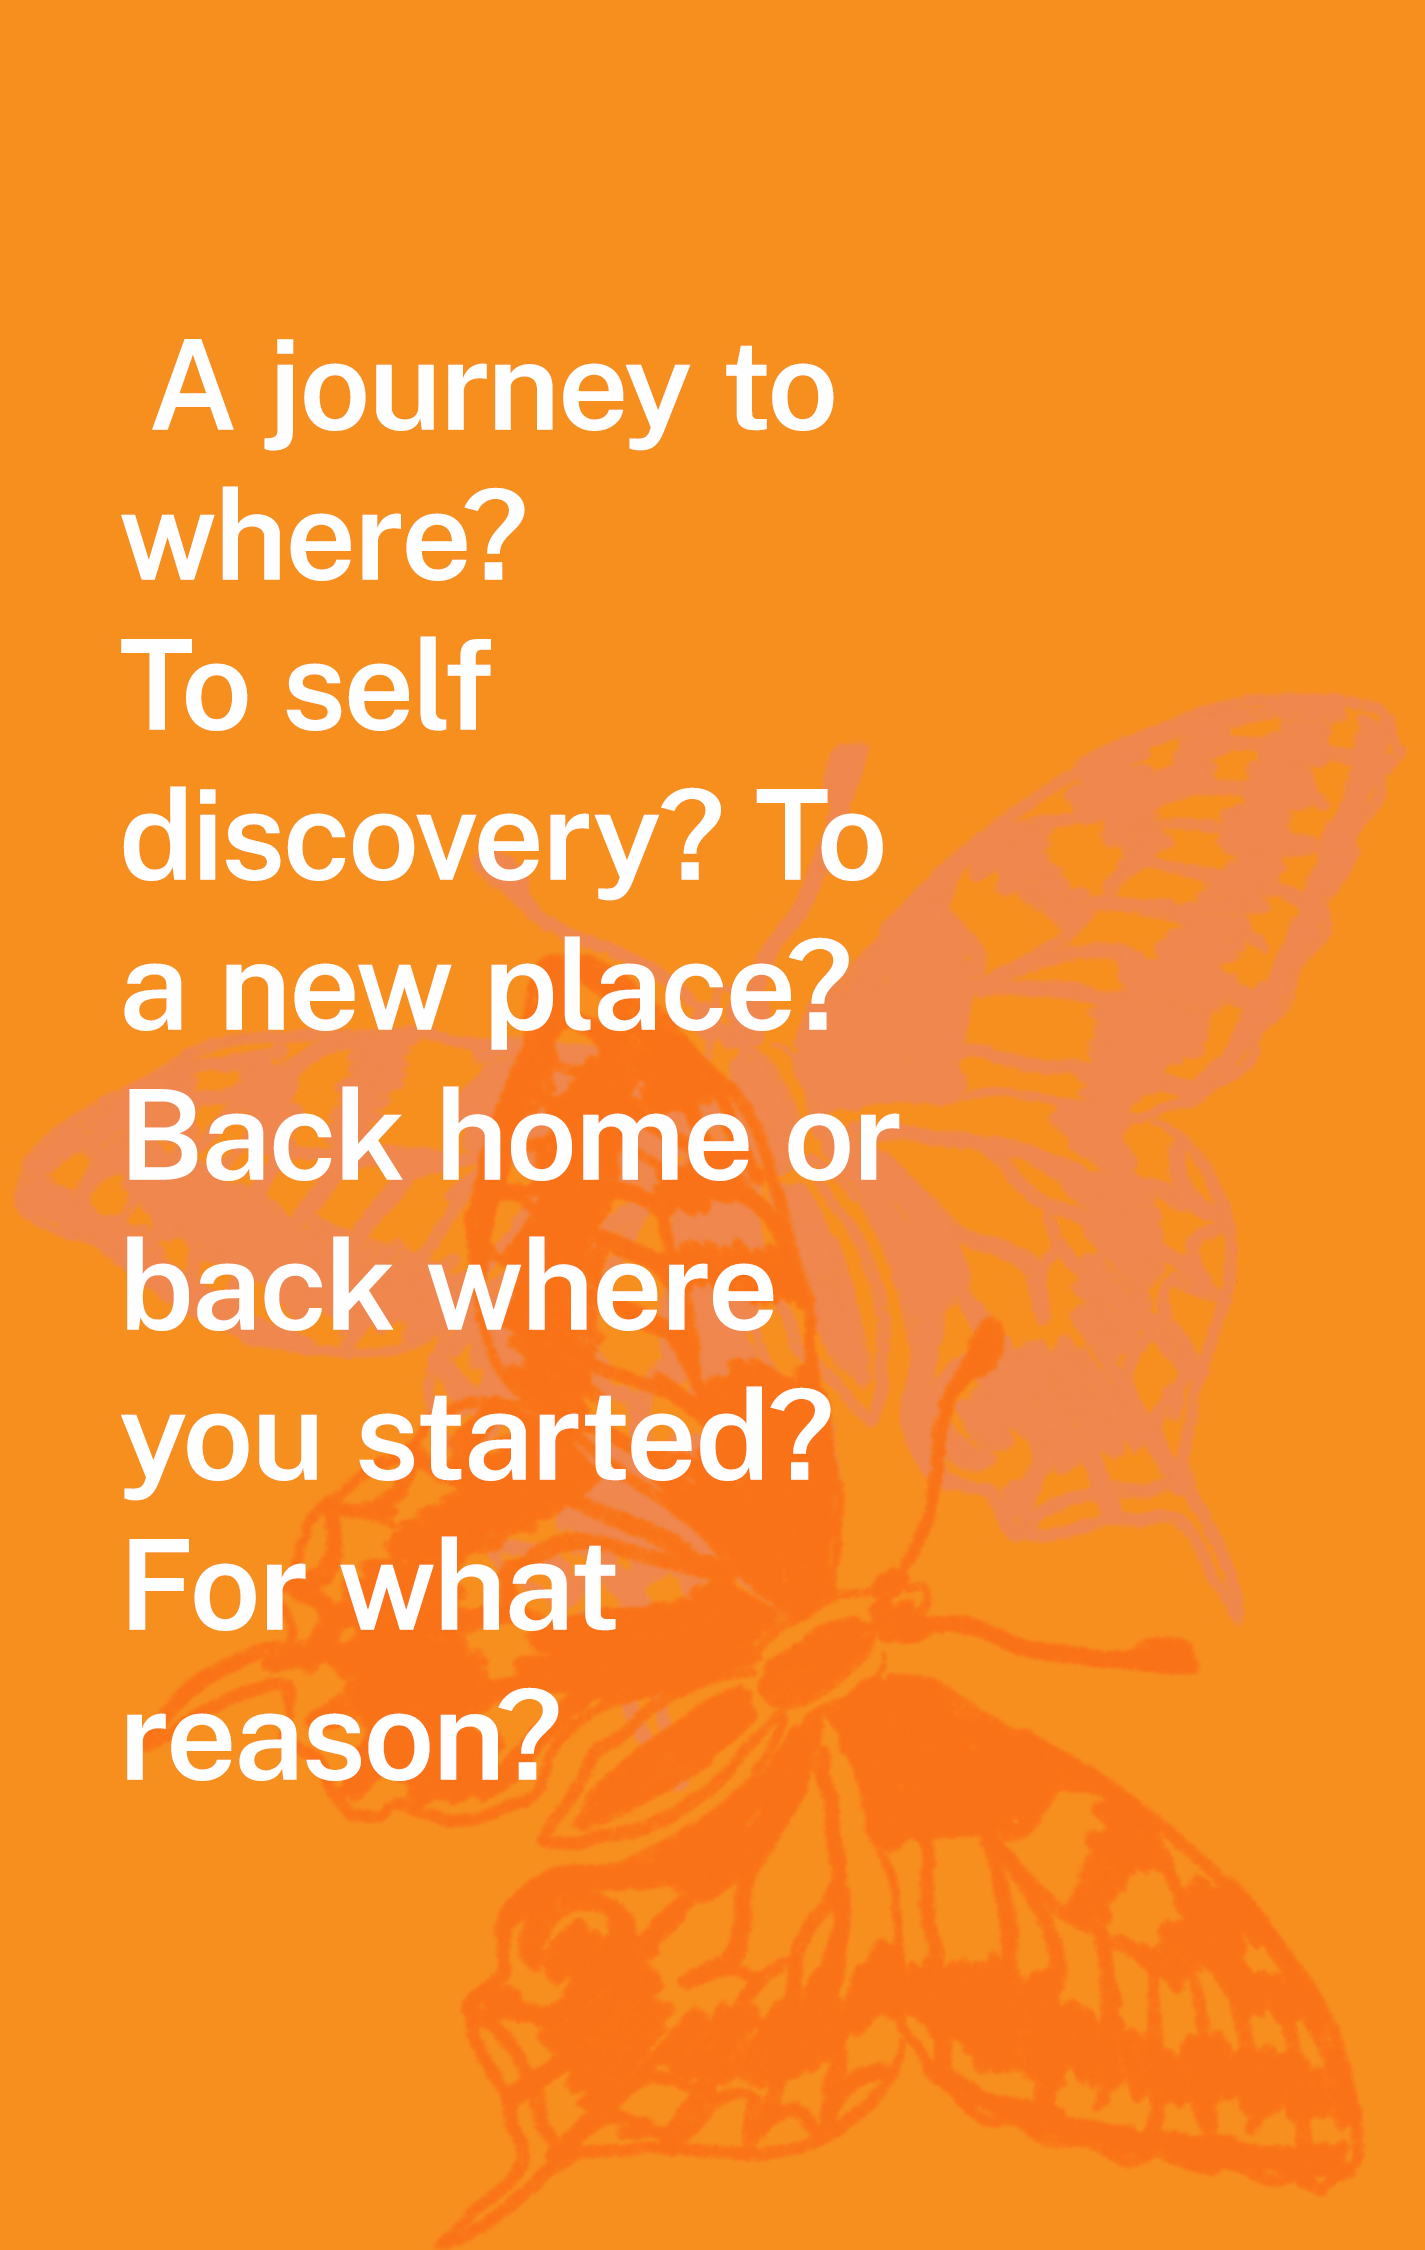 A journey to
where?
To self
discovery? To
a new place?
Back home or
back where
you started?
For what
reason?